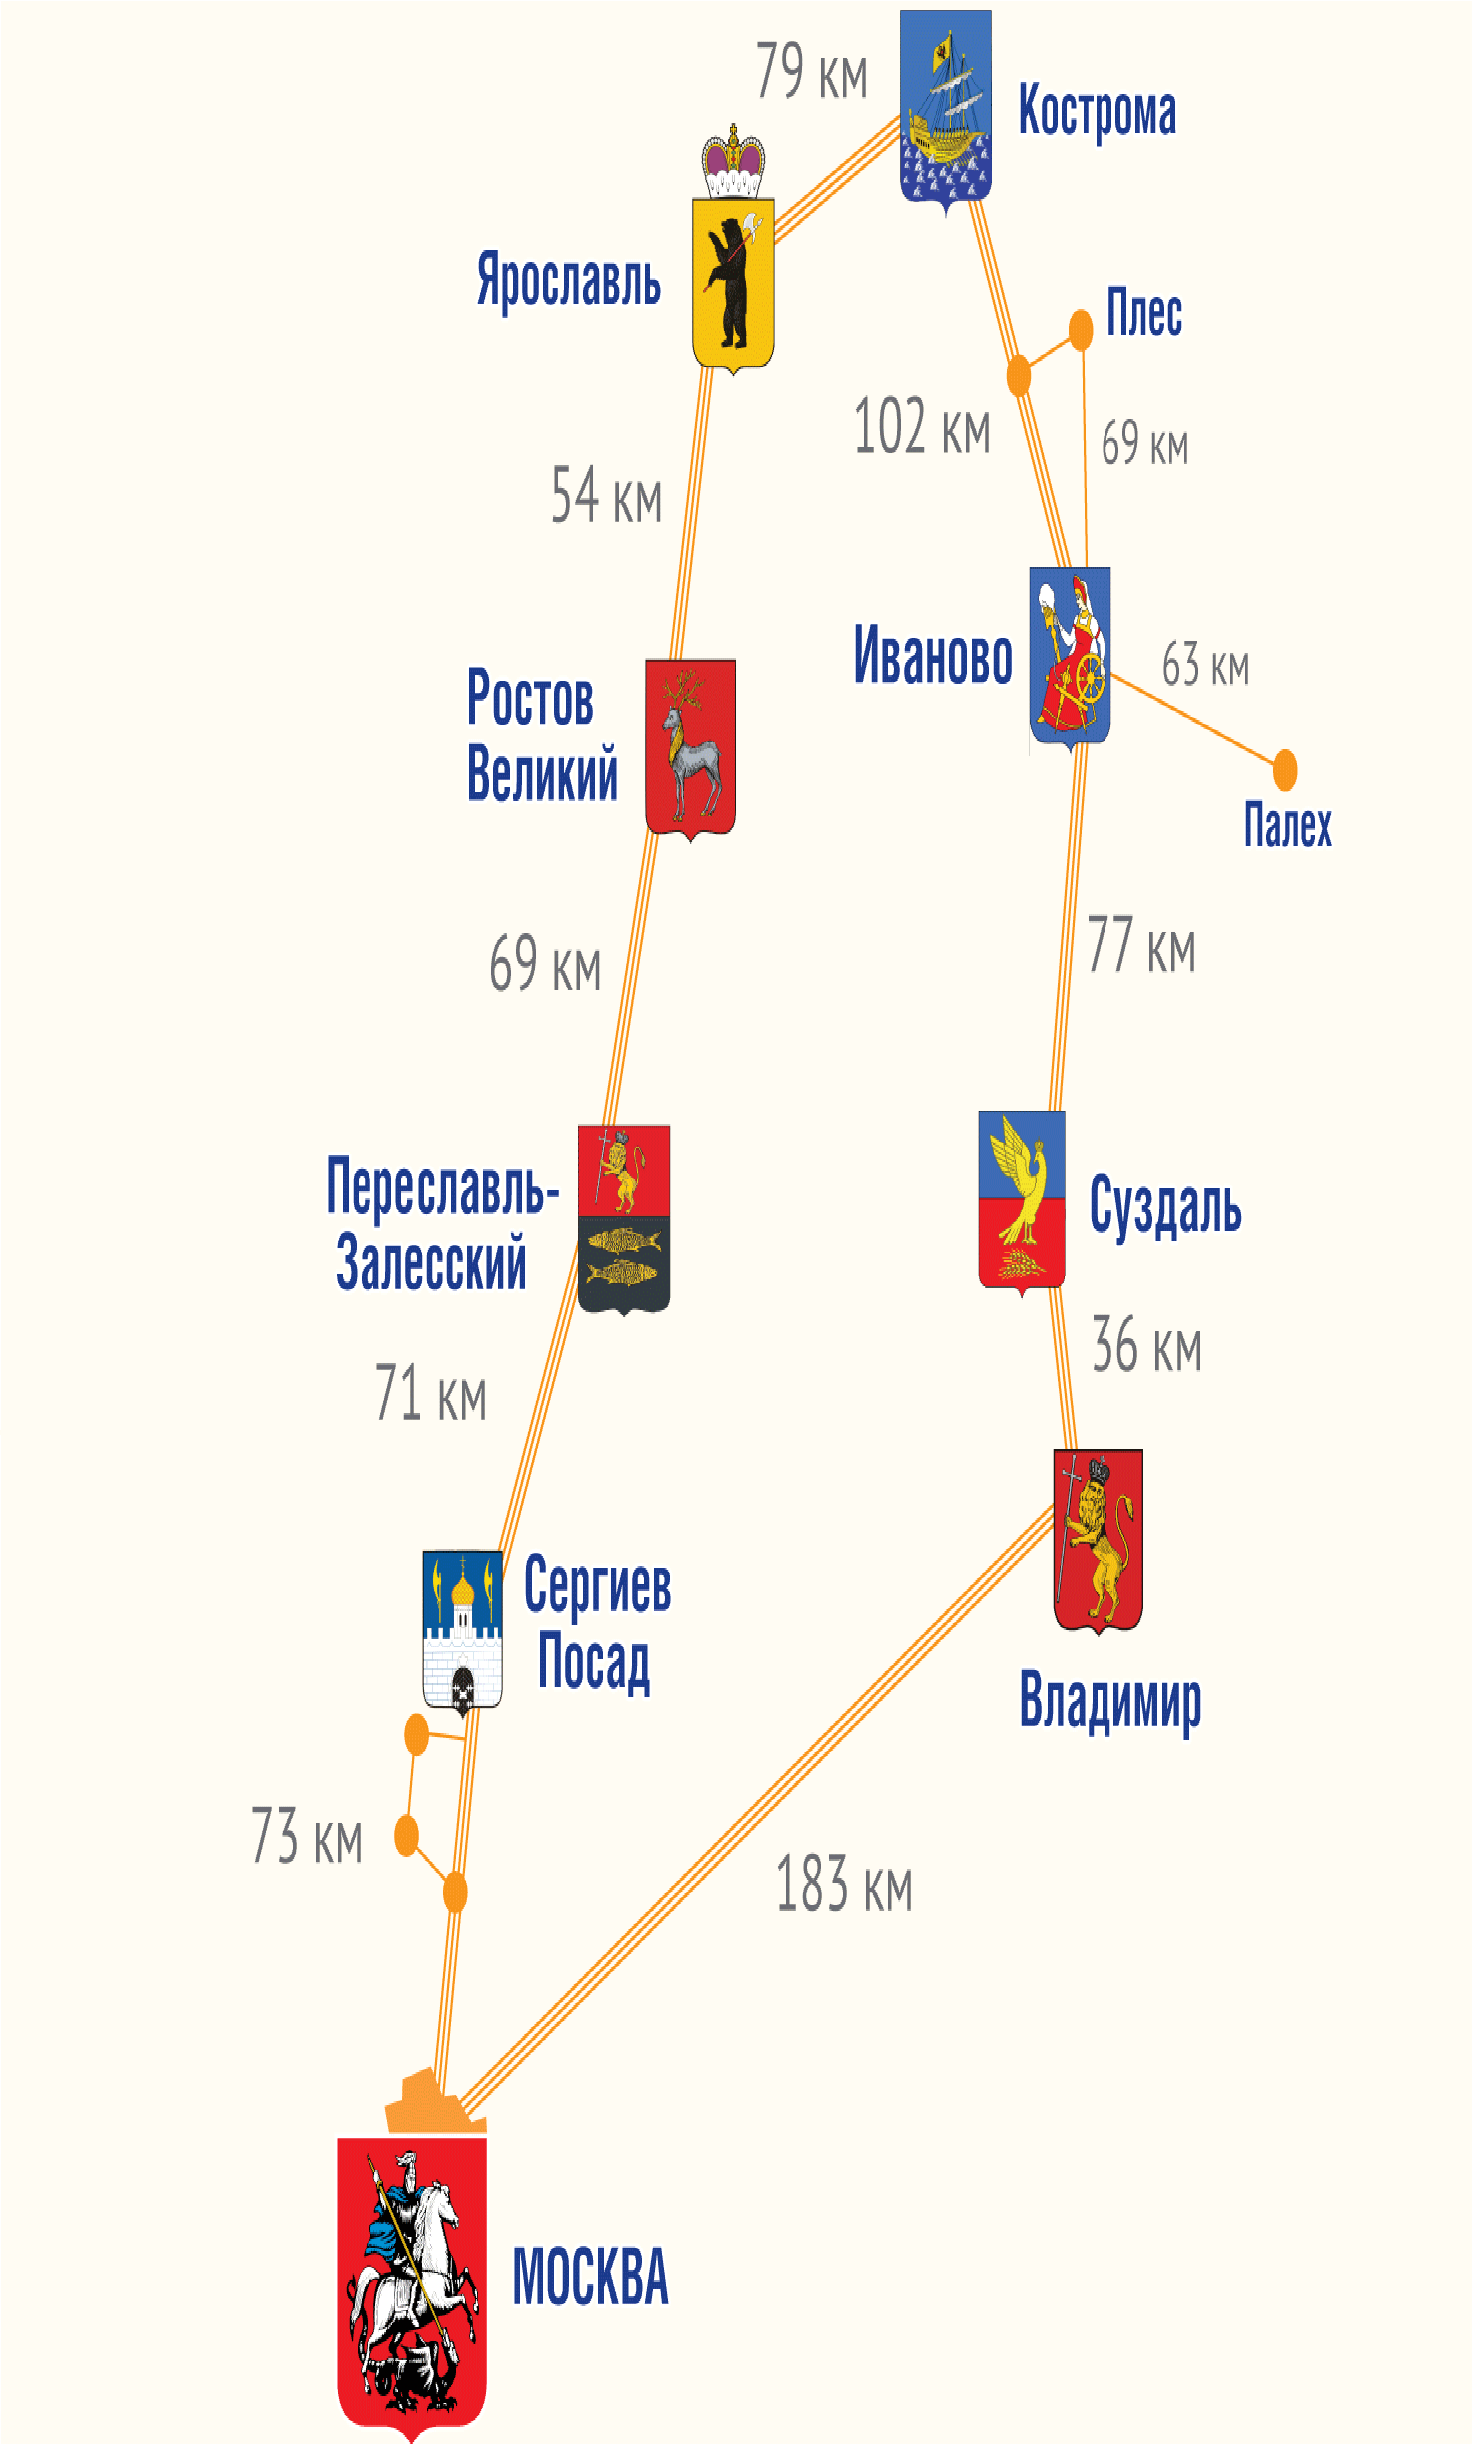 79 км
Кострома
Ярославль
Плес
102 км
69 км
54 км
Иваново
63 км
Ростов
Великий
Палех
77 км
69 км
Переславль-
Залесский
Суздаль
36 км
71 км
Сергиев
Посад
Владимир
73 км
183 км
МОСКВА